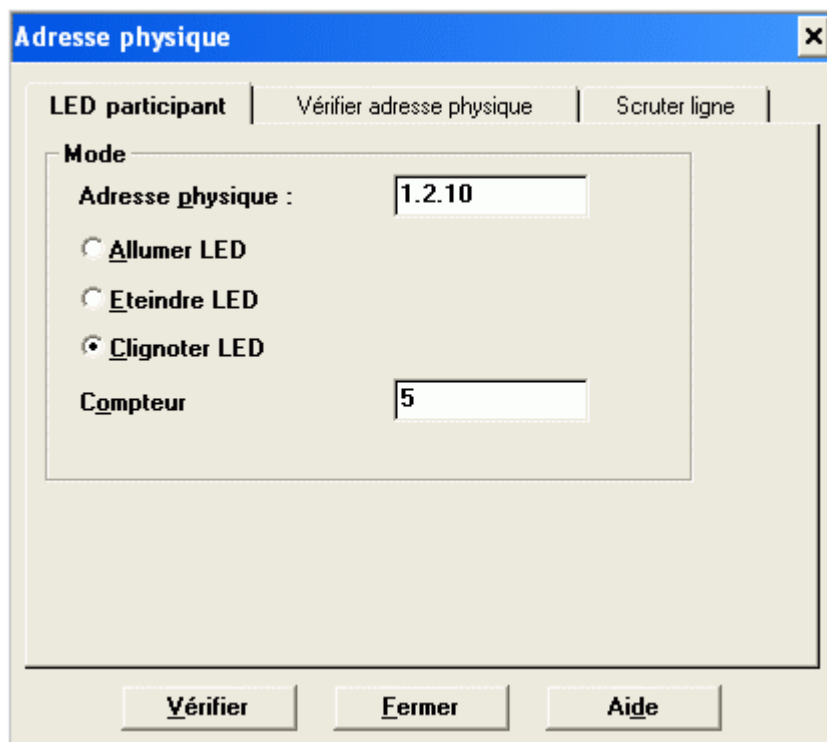 Adresse physique
LED participant Vérifier adresse physique Scruter ligne
Mode
Adresse physique : 1.2.10
Allumer LED
Eteindre LED
Clignoter LED
Compteur 5
Vérifier Fermer Aide